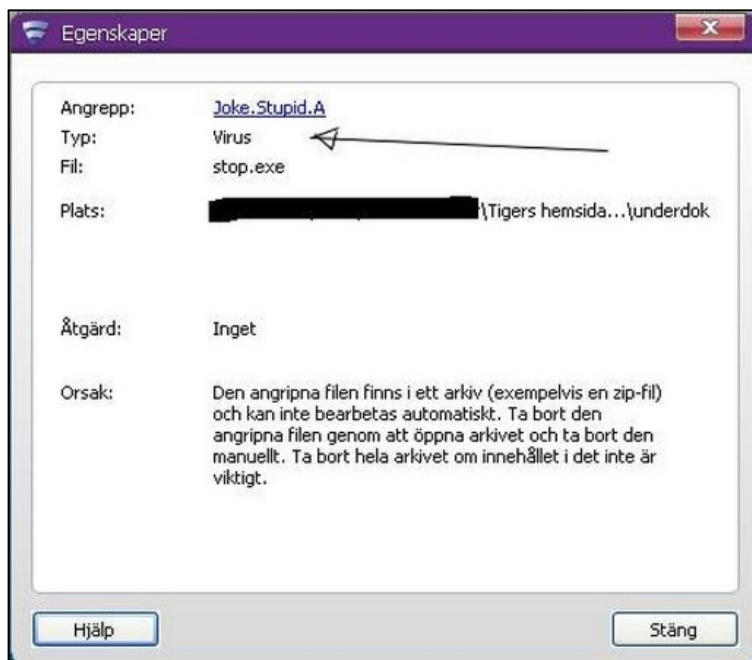 Egenskaper
Angrepp: Joke.Stupid.A
Typ: Virus
Fil: stop.exe
Plats: \Tigers hemsida...\underdok
Åtgärd: Inget
Orsak: Den angripna filen finns i ett arkiv (exempelvis en zip-fil)
och kan inte bearbetas automatiskt. Ta bort den
angripna filen genom att öppna arkivet och ta bort den
manuellt. Ta bort hela arkivet om innehållet i det inte är
viktigt.
Hjälp Stäng